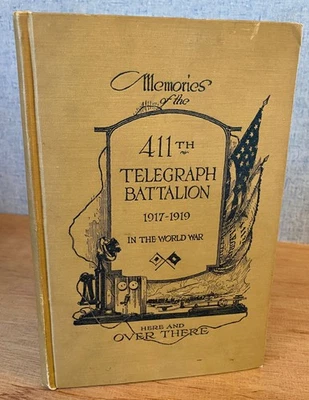 Memories
of the
411TH
TELEGRAPH
BATTALION
1917-1919
IN THE WORLD WAR
HERE AND
OVER THERE